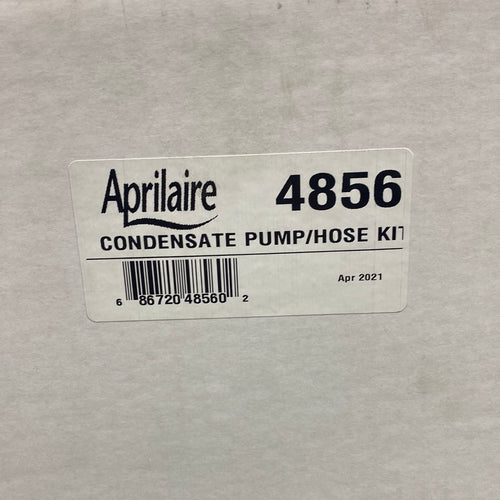 Aprilaire 4856
CONDENSATE PUMP/HOSE KIT
6 86720 48560 2
Apr 2021